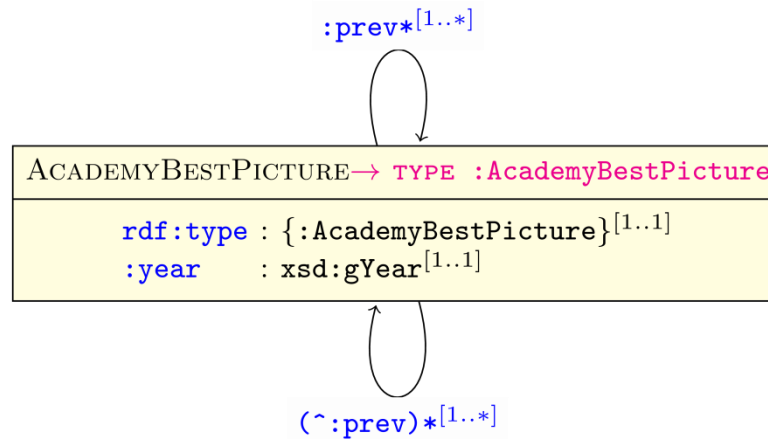 :prev*[1..*]
ACADEMYBESTPICTURE→ TYPE :AcademyBestPicture
rdf:type : {:AcademyBestPicture}[1..1]
:year : xsd:gYear[1..1]
(^:prev)*[1..*]